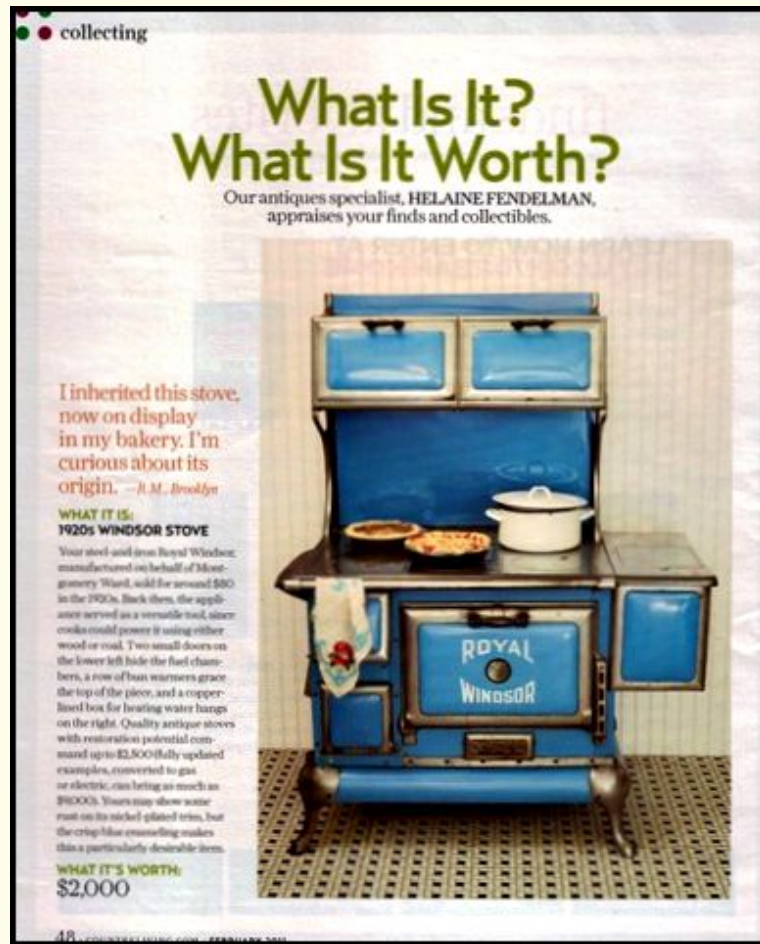 collecting
What Is It?
What Is It Worth?
Our antiques specialist, HELAINE FENDELMAN,
appraises your finds and collectibles.
I inherited this stove,
now on display
in my bakery. I'm
curious about its
origin. —R.M., Brooklyn
WHAT IT IS:
1920s WINDSOR STOVE
Your steel-and-iron Royal Windsor,
manufactured on behalf of Mont-
gomery Ward, sold for around $80
in the 1920s. Back then, the appli-
ance served as a versatile tool, since
cooks could power it using either
wood or coal. Two small doors on
the lower left hide the fuel cham-
bers, a row of bun warmers grace
the top of the piece, and a copper-
lined box for heating water hangs
on the right. Quality antique stoves
with restoration potential com-
mand up to $2,500 (fully updated
examples, converted to gas
or electric, can bring as much as
Yours may show some
rust on its nickel-plated trim, but
the crisp blue enameling makes
this a particularly desirable item.
WHAT IT'S WORTH:
$2,000
ROYAL
WINDSOR
48 COUNTRYLIVING.COM FEBRUARY